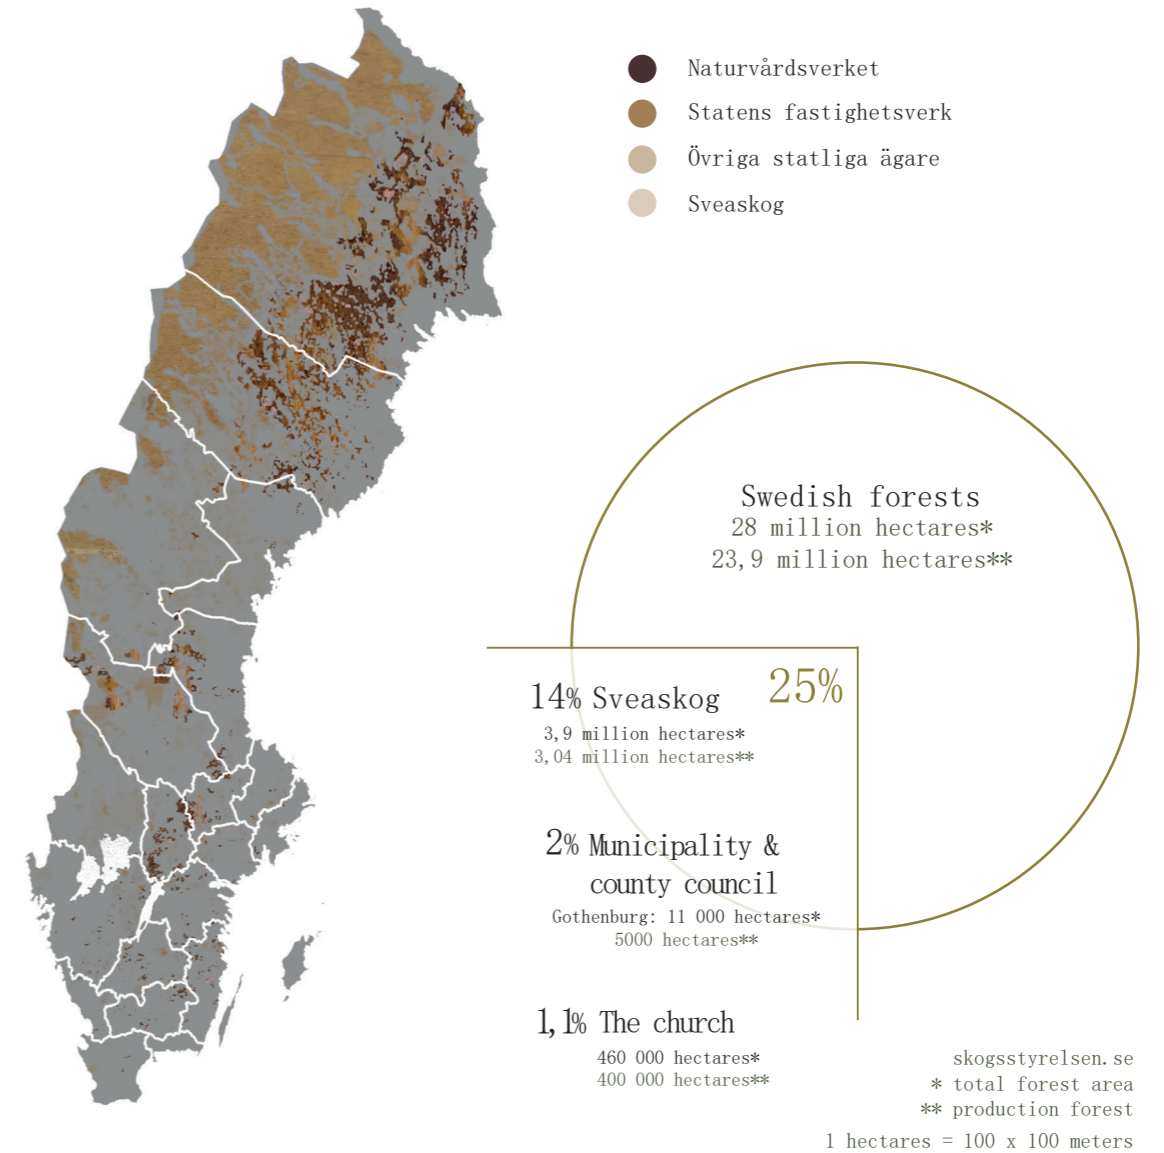 Naturvårdsverket
Statens fastighetsverk
Övriga statliga ägare
Sveaskog
Swedish forests
28 million hectares*
23,9 million hectares**
25%
14% Sveaskog
3,9 million hectares*
3,04 million hectares**
2% Municipality &
county council
Gothenburg: 11 000 hectares*
5000 hectares**
1,1% The church
460 000 hectares*
400 000 hectares**
skogsstyrelsen.se
* total forest area
** production forest
1 hectares = 100 x 100 meters